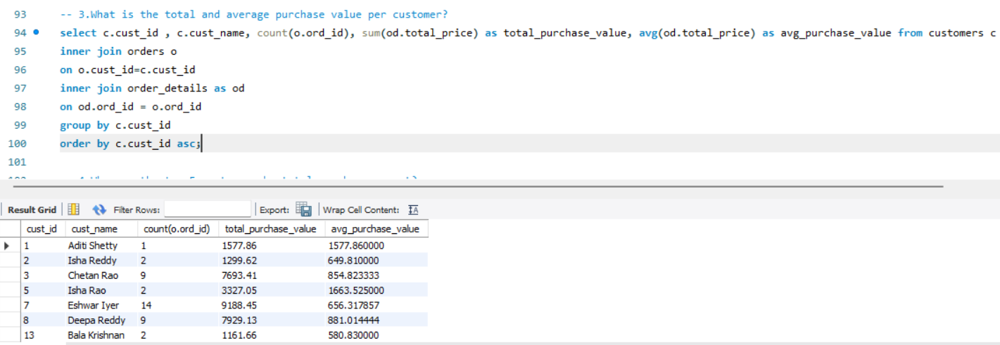 93 -- 3.What is the total and average purchase value per customer?
94 select c.cust_id , c.cust_name, count(o.ord_id), sum(od.total_price) as total_purchase_value, avg(od.total_price) as avg_purchase_value from customers c
95 inner join orders o
96 on o.cust_id=c.cust_id
97 inner join order_details as od
98 on od.ord_id = o.ord_id
99 group by c.cust_id
100 order by c.cust_id asc;
101
Result Grid Filter Rows: Export: Wrap Cell Content: IA
cust_id cust_name count(o.ord_id) total_purchase_value avg_purchase_value
1 Aditi Shetty 1 1577.86 1577.860000
2 Isha Reddy 2 1299.62 649.810000
3 Chetan Rao 9 7693.41 854.823333
5 Isha Rao 2 3327.05 1663.525000
7 Eshwar Iyer 14 9188.45 656.317857
8 Deepa Reddy 9 7929.13 881.014444
13 Bala Krishnan 2 1161.66 580.830000